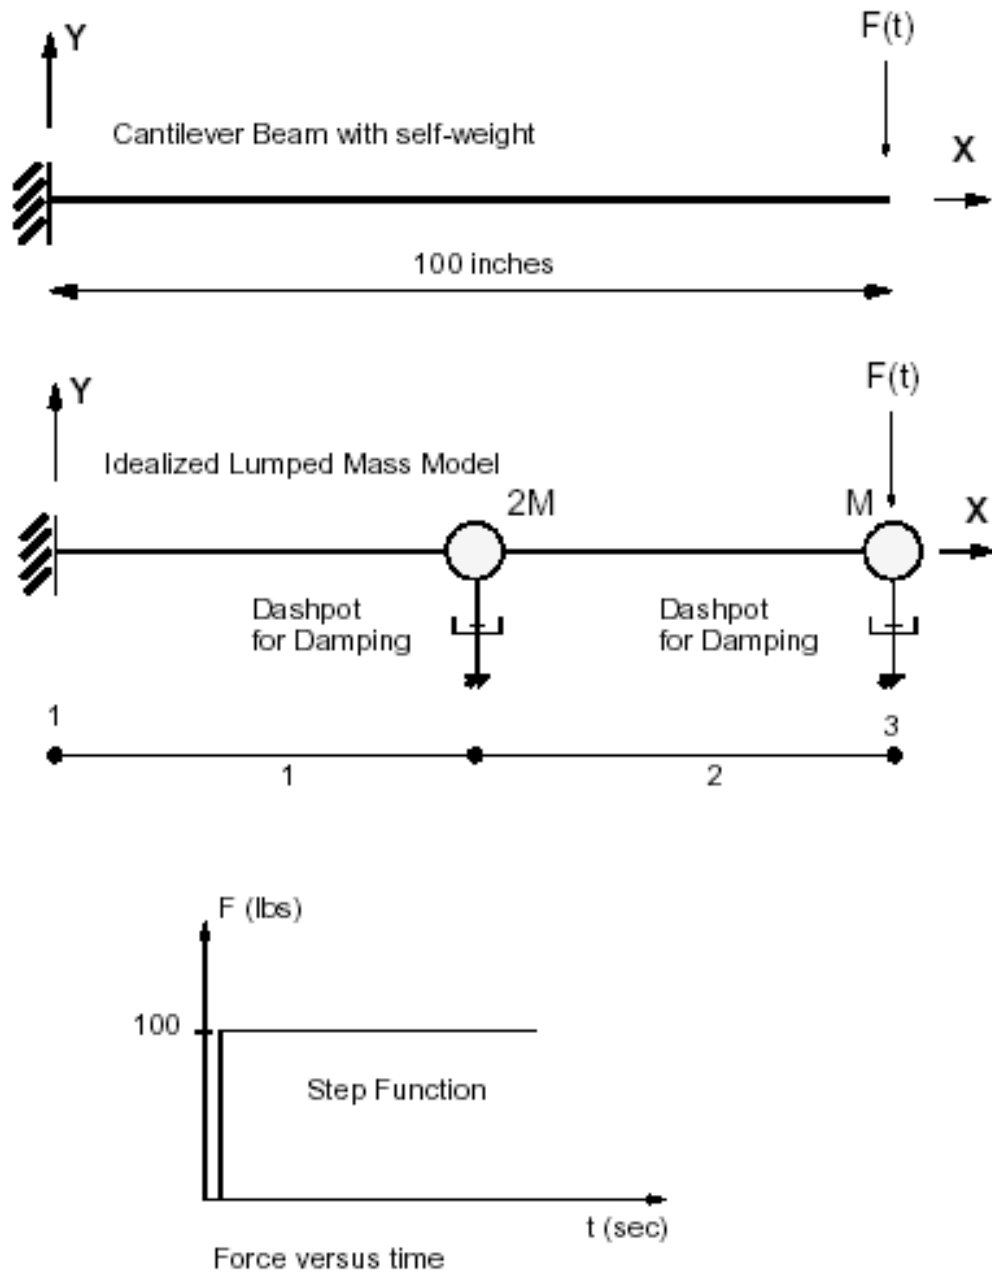 Y
F(t)
Cantilever Beam with self-weight
X
100 inches
Y
F(t)
Idealized Lumped Mass Model
2M
M
X
Dashpot
for Damping
Dashpot
for Damping
1
3
1
2
F (lbs)
100
Step Function
t (sec)
Force versus time